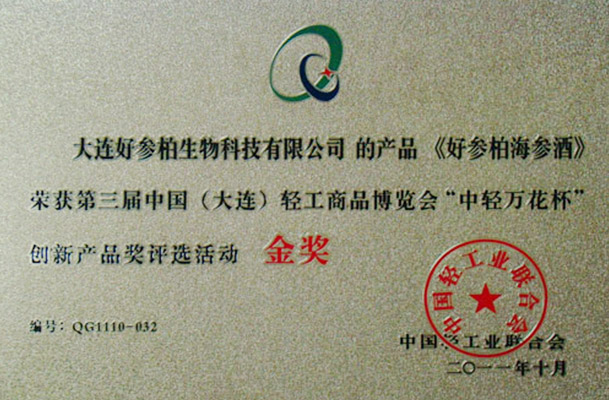 大连好参柏生物科技有限公司 的产品 《好参柏海参酒》
荣获第三届中国（大连）轻工商品博览会“中轻万花杯”
创新产品奖评选活动 金奖
编号：QG1110-032
中国轻工业联合会
中国轻工业联合会
二〇一一年十月